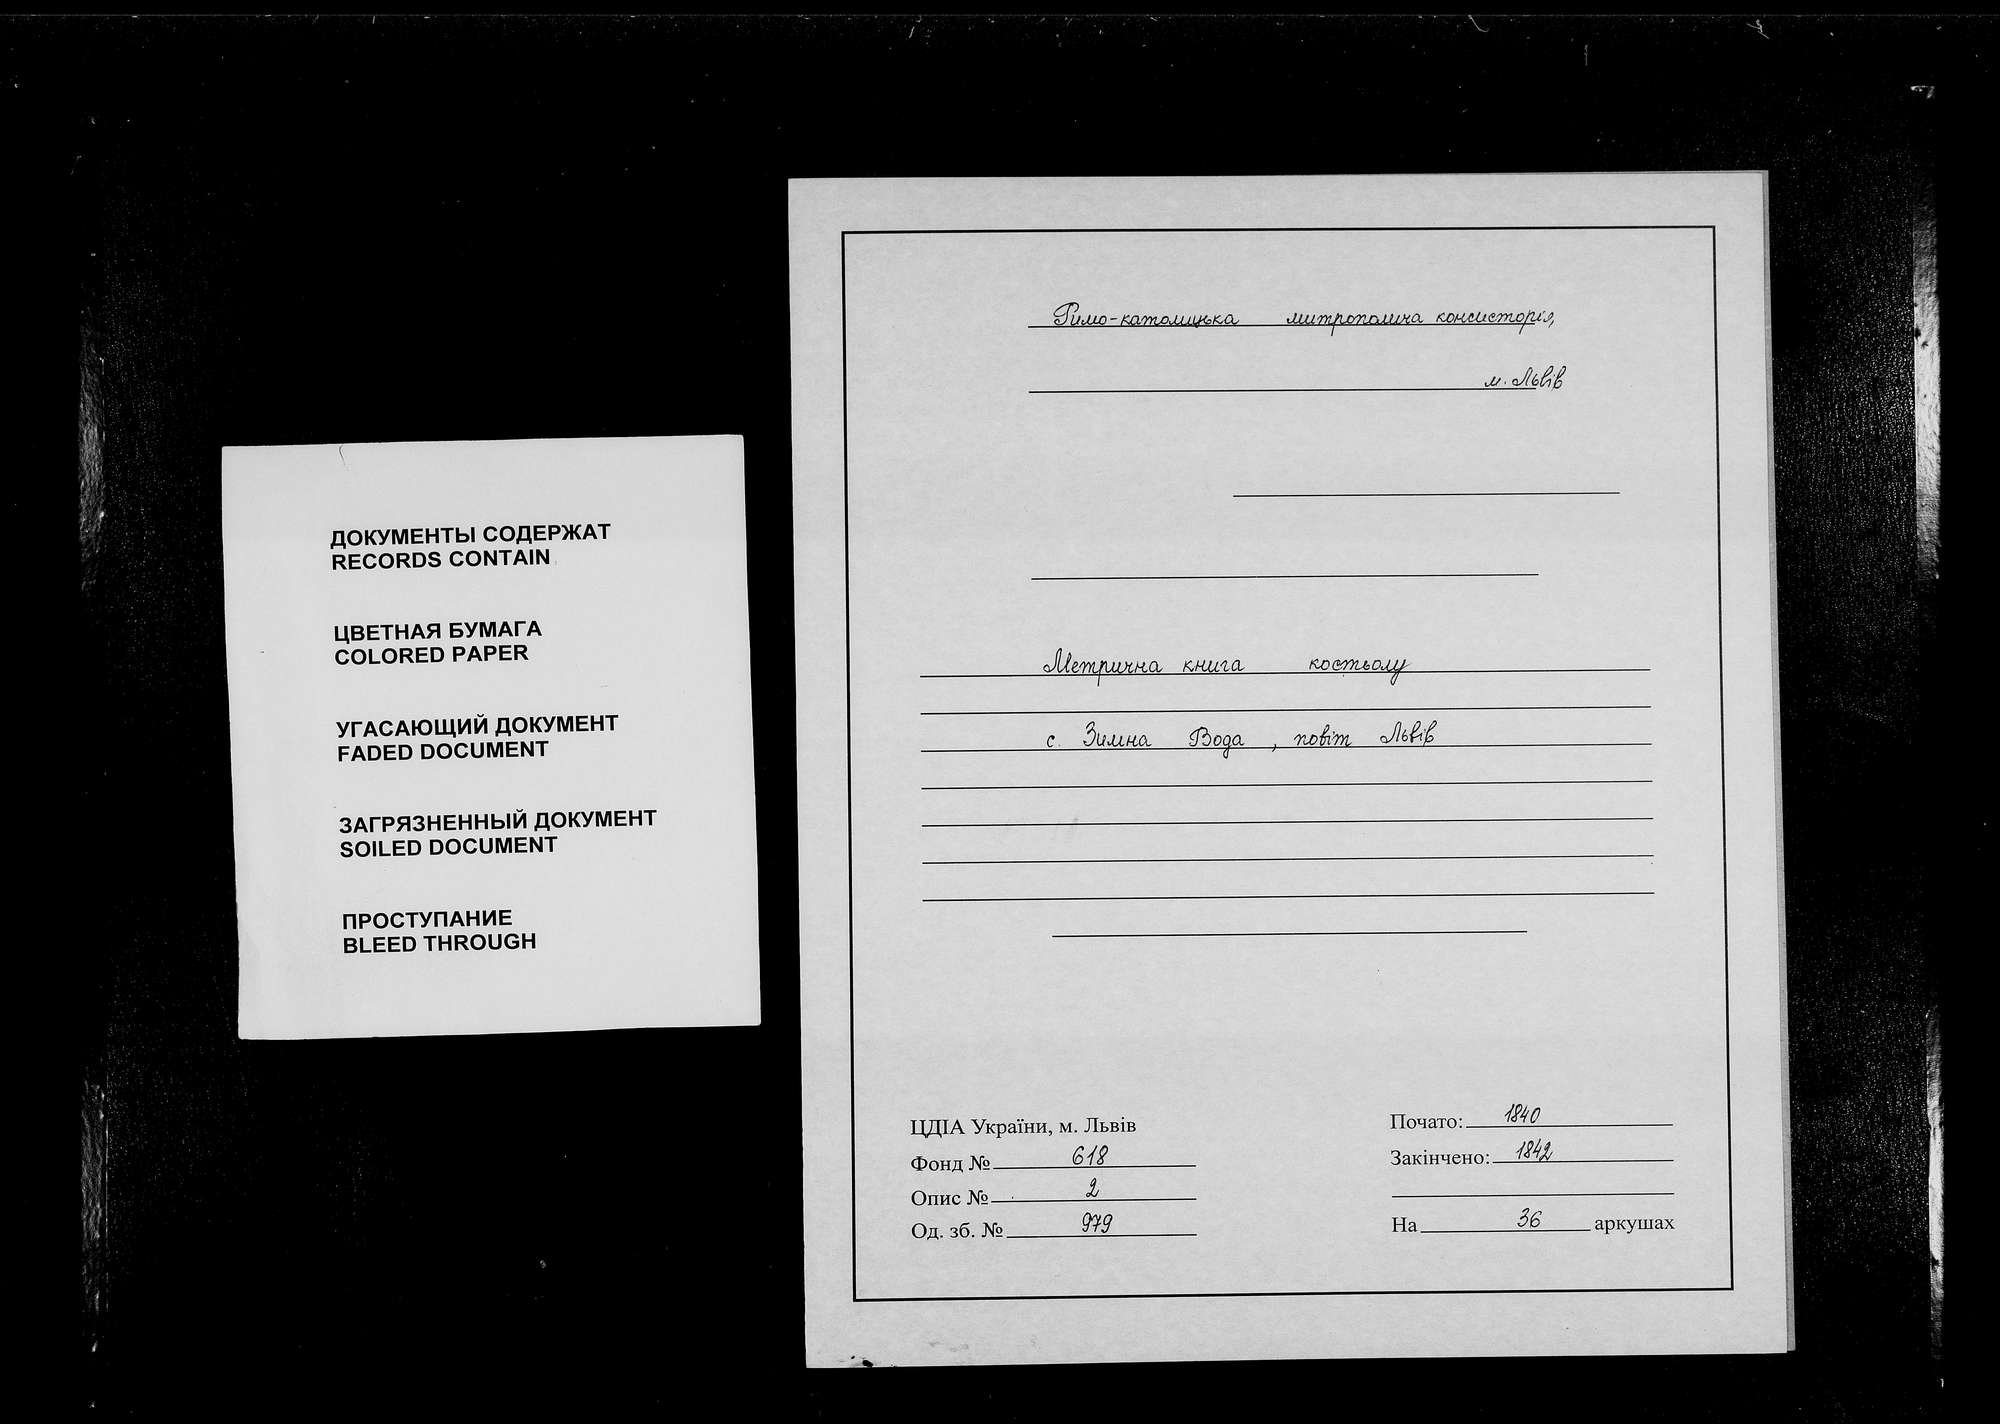 ДОКУМЕНТЫ СОДЕРЖАТ
RECORDS CONTAIN
ЦВЕТНАЯ БУМАГА
COLORED PAPER
УГАСАЮЩИЙ ДОКУМЕНТ
FADED DOCUMENT
ЗАГРЯЗНЕННЫЙ ДОКУМЕНТ
SOILED DOCUMENT
ПРОСТУПАНИЕ
BLEED THROUGH
Римо-католицька митрополича консисторія,
м. Львів
Метрична книга костьолу
с. Зимна Вода, повіт Львів
ЦДІА України, м. Львів
Фонд № 618
Опис № 2
Од. зб. № 979
Почато: 1840
Закінчено: 1842
На 36 аркушах